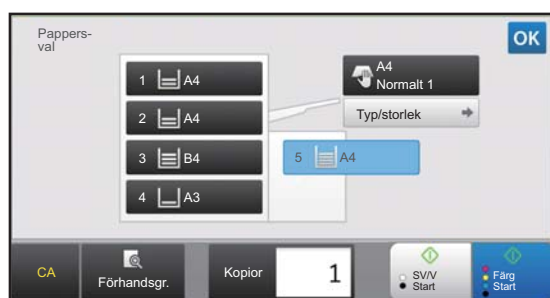 Pappers-
val
OK
1 A4
2 A4
3 B4
4 A3
5 A4
A4
Normalt 1
Typ/storlek
CA
Förhandsgr.
Kopior
1
SV/V
Start
Färg
Start